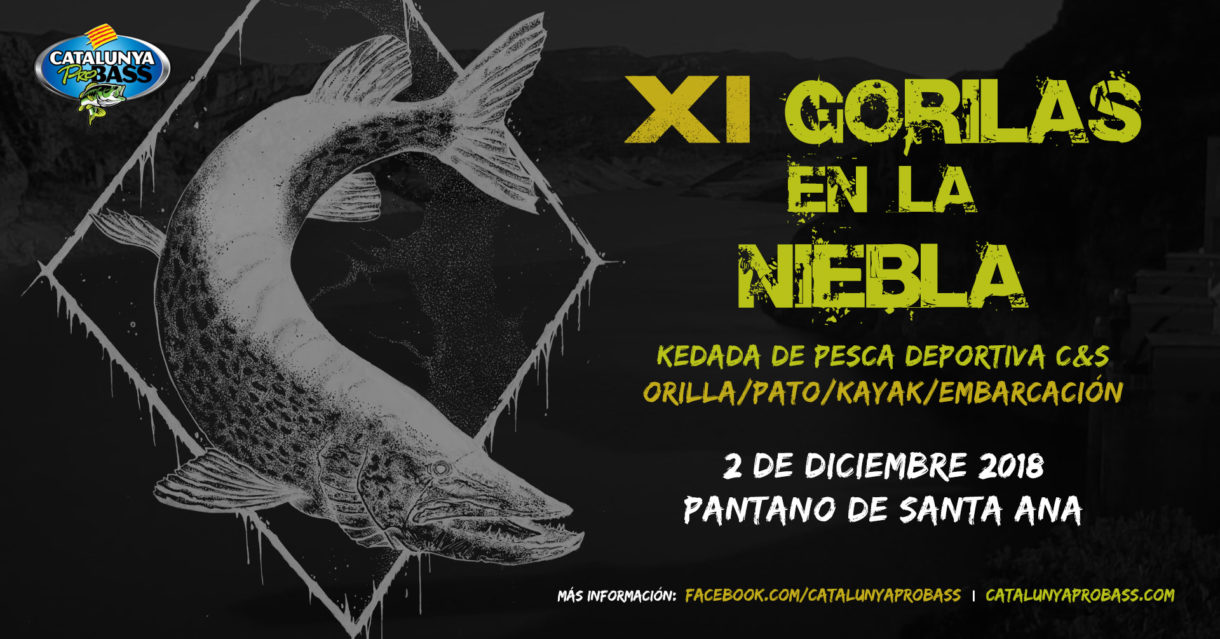 CATALUNYA
PROBASS
XI GORILAS
EN LA
NIEBLA
KEDADA DE PESCA DEPORTIVA C&S
ORILLA/PATO/KAYAK/EMBARCACIÓN
2 DE DICIEMBRE 2018
PANTANO DE SANTA ANA
MÁS INFORMACIÓN: FACEBOOK.COM/CATALUNYAPROBASS | CATALUNYAPROBASS.COM